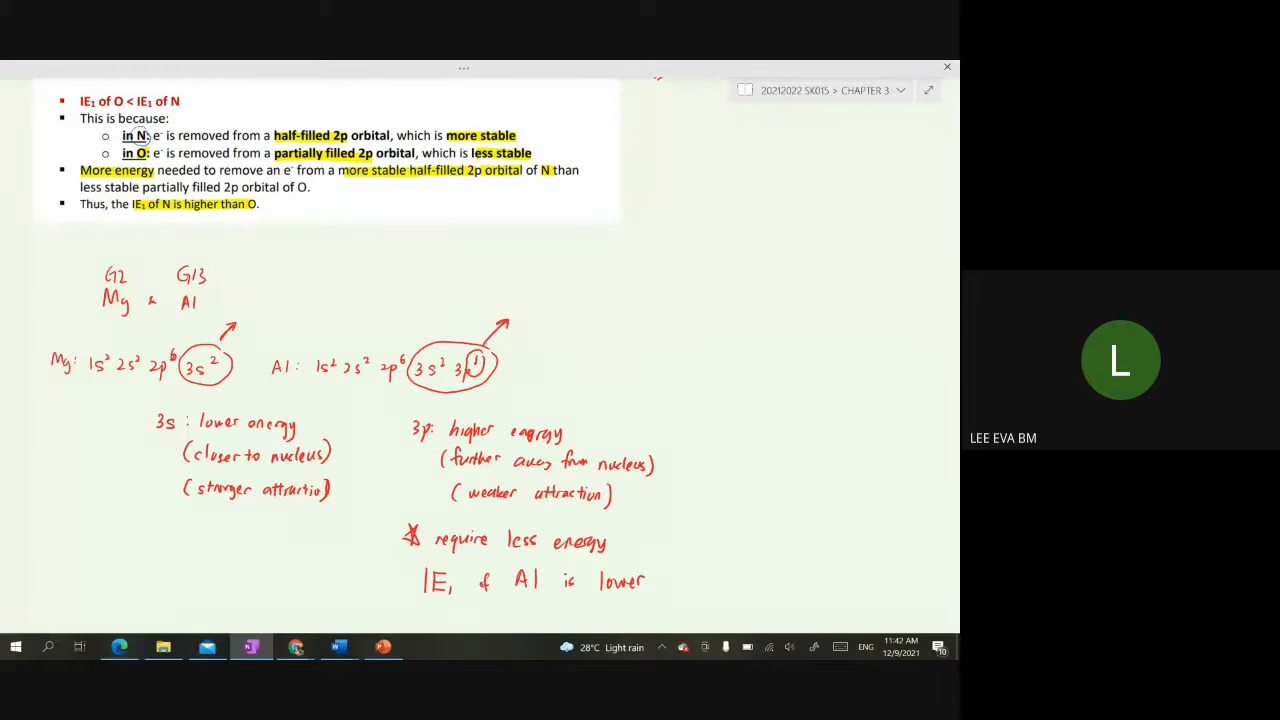 20212022 SK015 > CHAPTER 3
▪ IE₁ of O < IE₁ of N
▪ This is because:
o in N: e⁻ is removed from a half-filled 2p orbital, which is more stable
o in O: e⁻ is removed from a partially filled 2p orbital, which is less stable
▪ More energy needed to remove an e⁻ from a more stable half-filled 2p orbital of N than
less stable partially filled 2p orbital of O.
▪ Thus, the IE₁ of N is higher than O.
G2 G13
Mg & Al
Mg: 1s² 2s² 2p⁶ 3s² Al: 1s² 2s² 2p⁶ 3s² 3p¹
3s : lower energy
(closer to nucleus)
(stronger attraction)
3p: higher energy
(further away from nucleus)
(weaker attraction)
* require less energy
IE₁ of Al is lower
L
LEE EVA BM
28°C Light rain
ENG
11:42 AM
12/9/2021
10